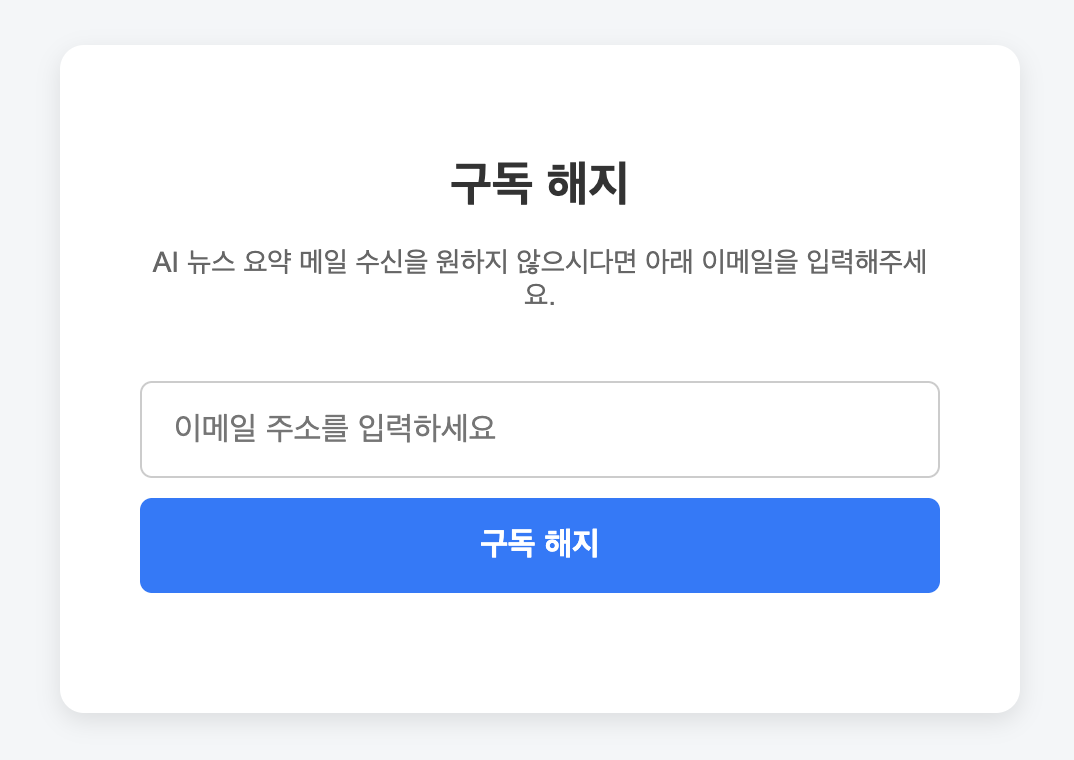 구독 해지
AI 뉴스 요약 메일 수신을 원하지 않으시다면 아래 이메일을 입력해주세
요.
이메일 주소를 입력하세요
구독 해지